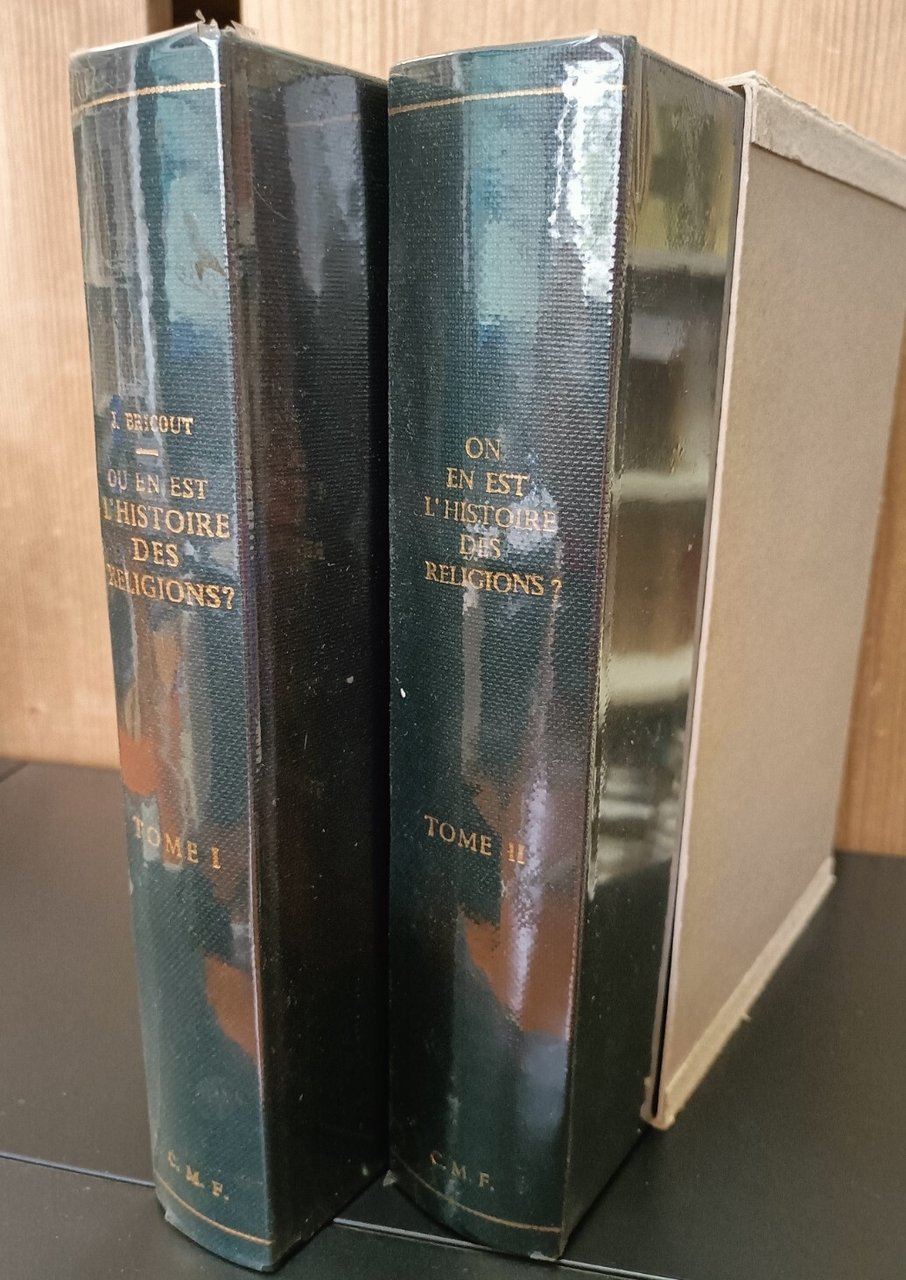 J. BRICOUT
OU EN EST
L'HISTOIRE
DES
RELIGIONS?
TOME I
C. M. F.
ON
EN EST
L'HISTOIRE
DES
RELIGIONS?
TOME II
C. M. F.